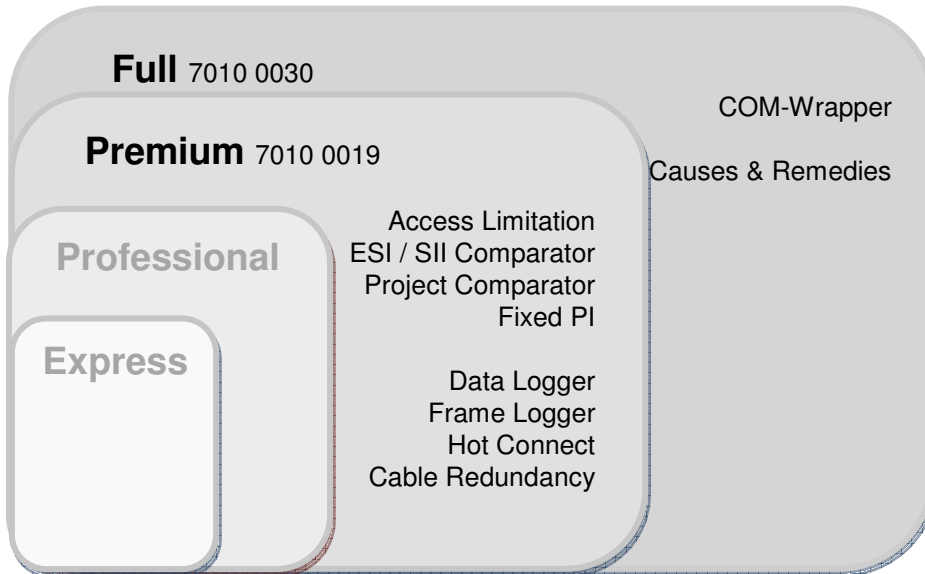 Full 7010 0030
COM-Wrapper
Premium 7010 0019
Causes & Remedies
Access Limitation
Professional
ESI / SII Comparator
Project Comparator
Fixed PI
Express
Data Logger
Frame Logger
Hot Connect
Cable Redundancy